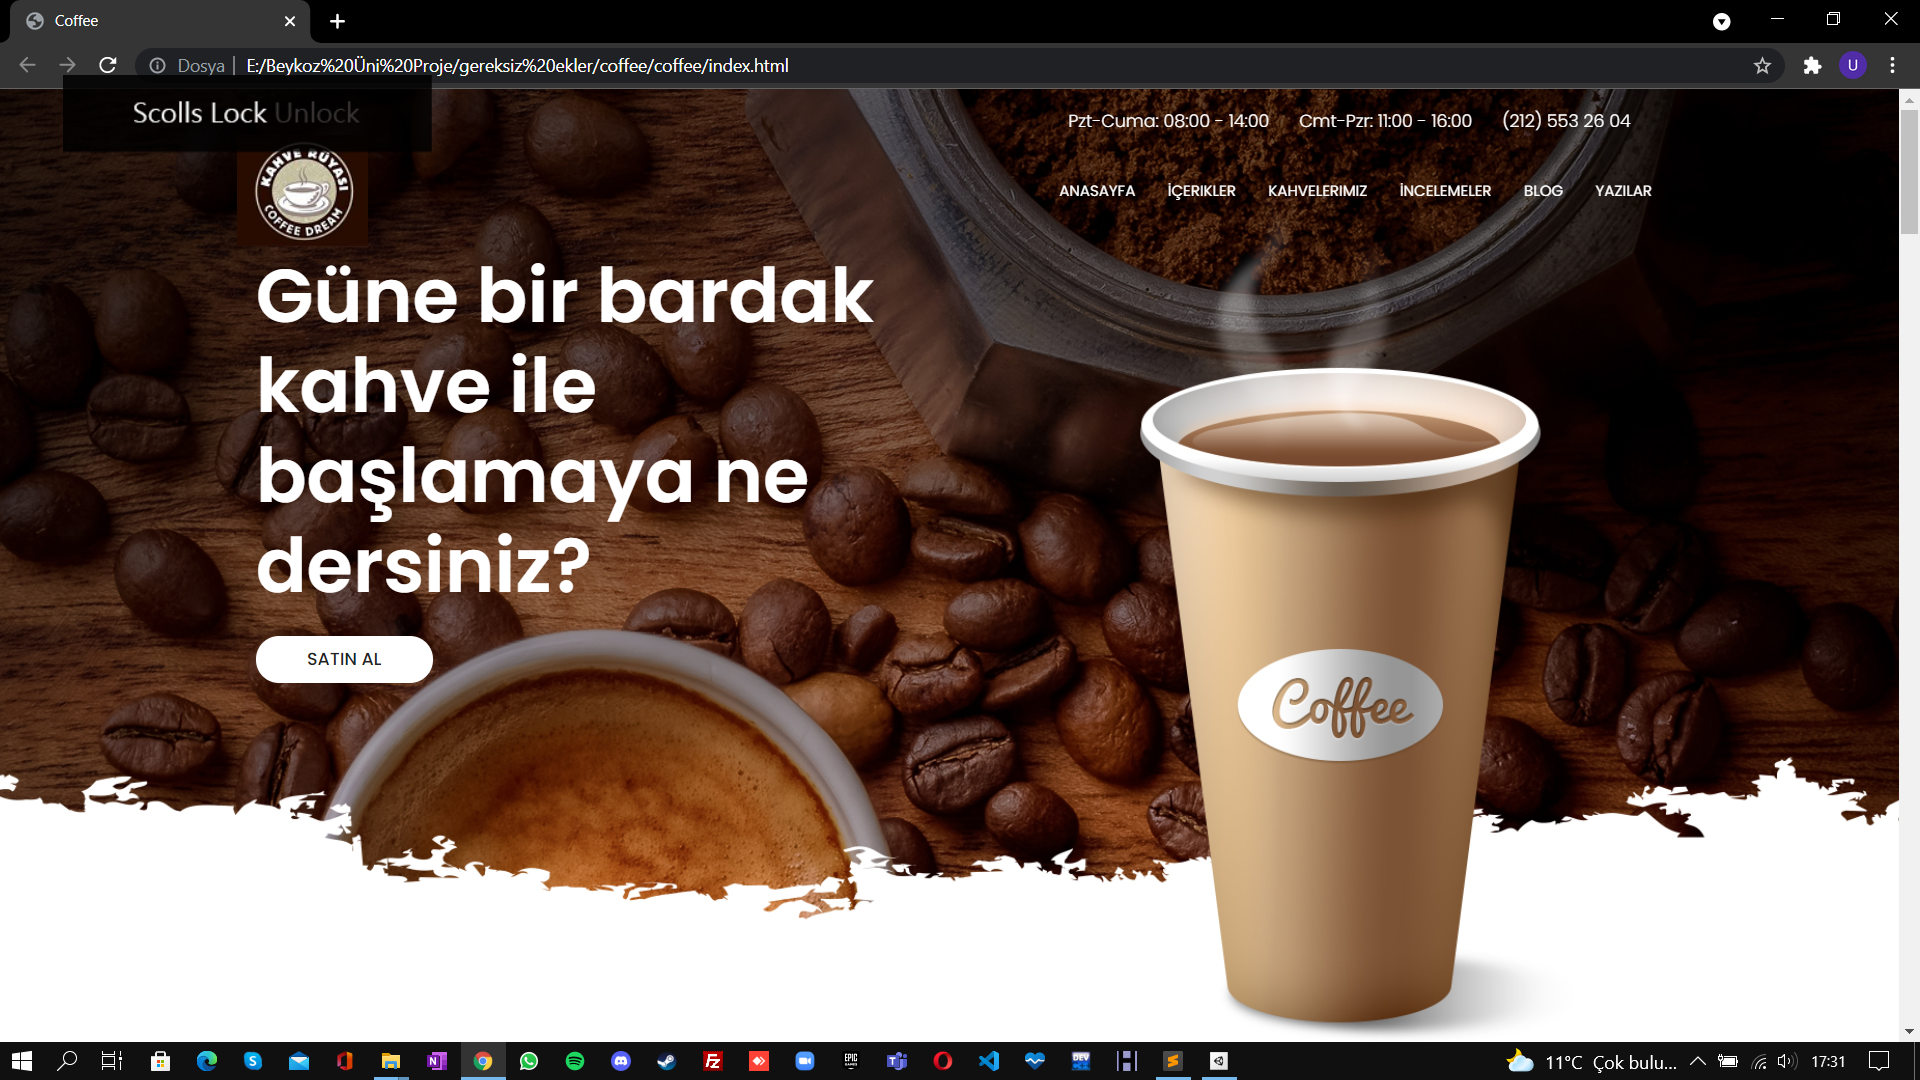 Coffee
Dosya
E:/Beykoz%20Üni%20Proje/gereksiz%20ekler/coffee/coffee/index.html
U
Scolls Lock Unlock
Pzt-Cuma: 08:00 - 14:00 Cmt-Pzr: 11:00 - 16:00 (212) 553 26 04
KAHVE RÜYASI
COFFEE DREAM
ANASAYFA İÇERIKLER KAHVELERIMIZ İNCELEMELER BLOG YAZILAR
Güne bir bardak
kahve ile
başlamaya ne
dersiniz?
SATIN AL
Coffee
11°C Çok bulu... 17:31